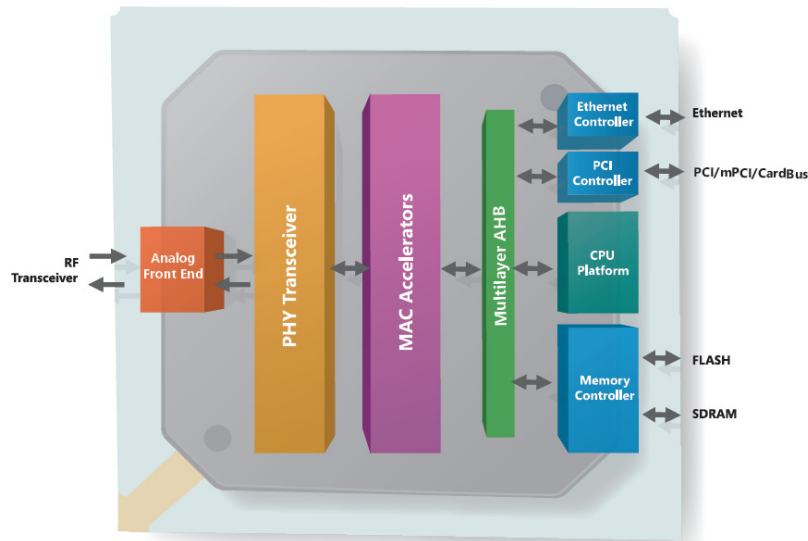 RF
Transceiver
Analog
Front End
PHY Transceiver
MAC Accelerators
Multilayer AHB
Ethernet
Controller
PCI
Controller
CPU
Platform
Memory
Controller
Ethernet
PCI/mPCI/CardBus
FLASH
SDRAM